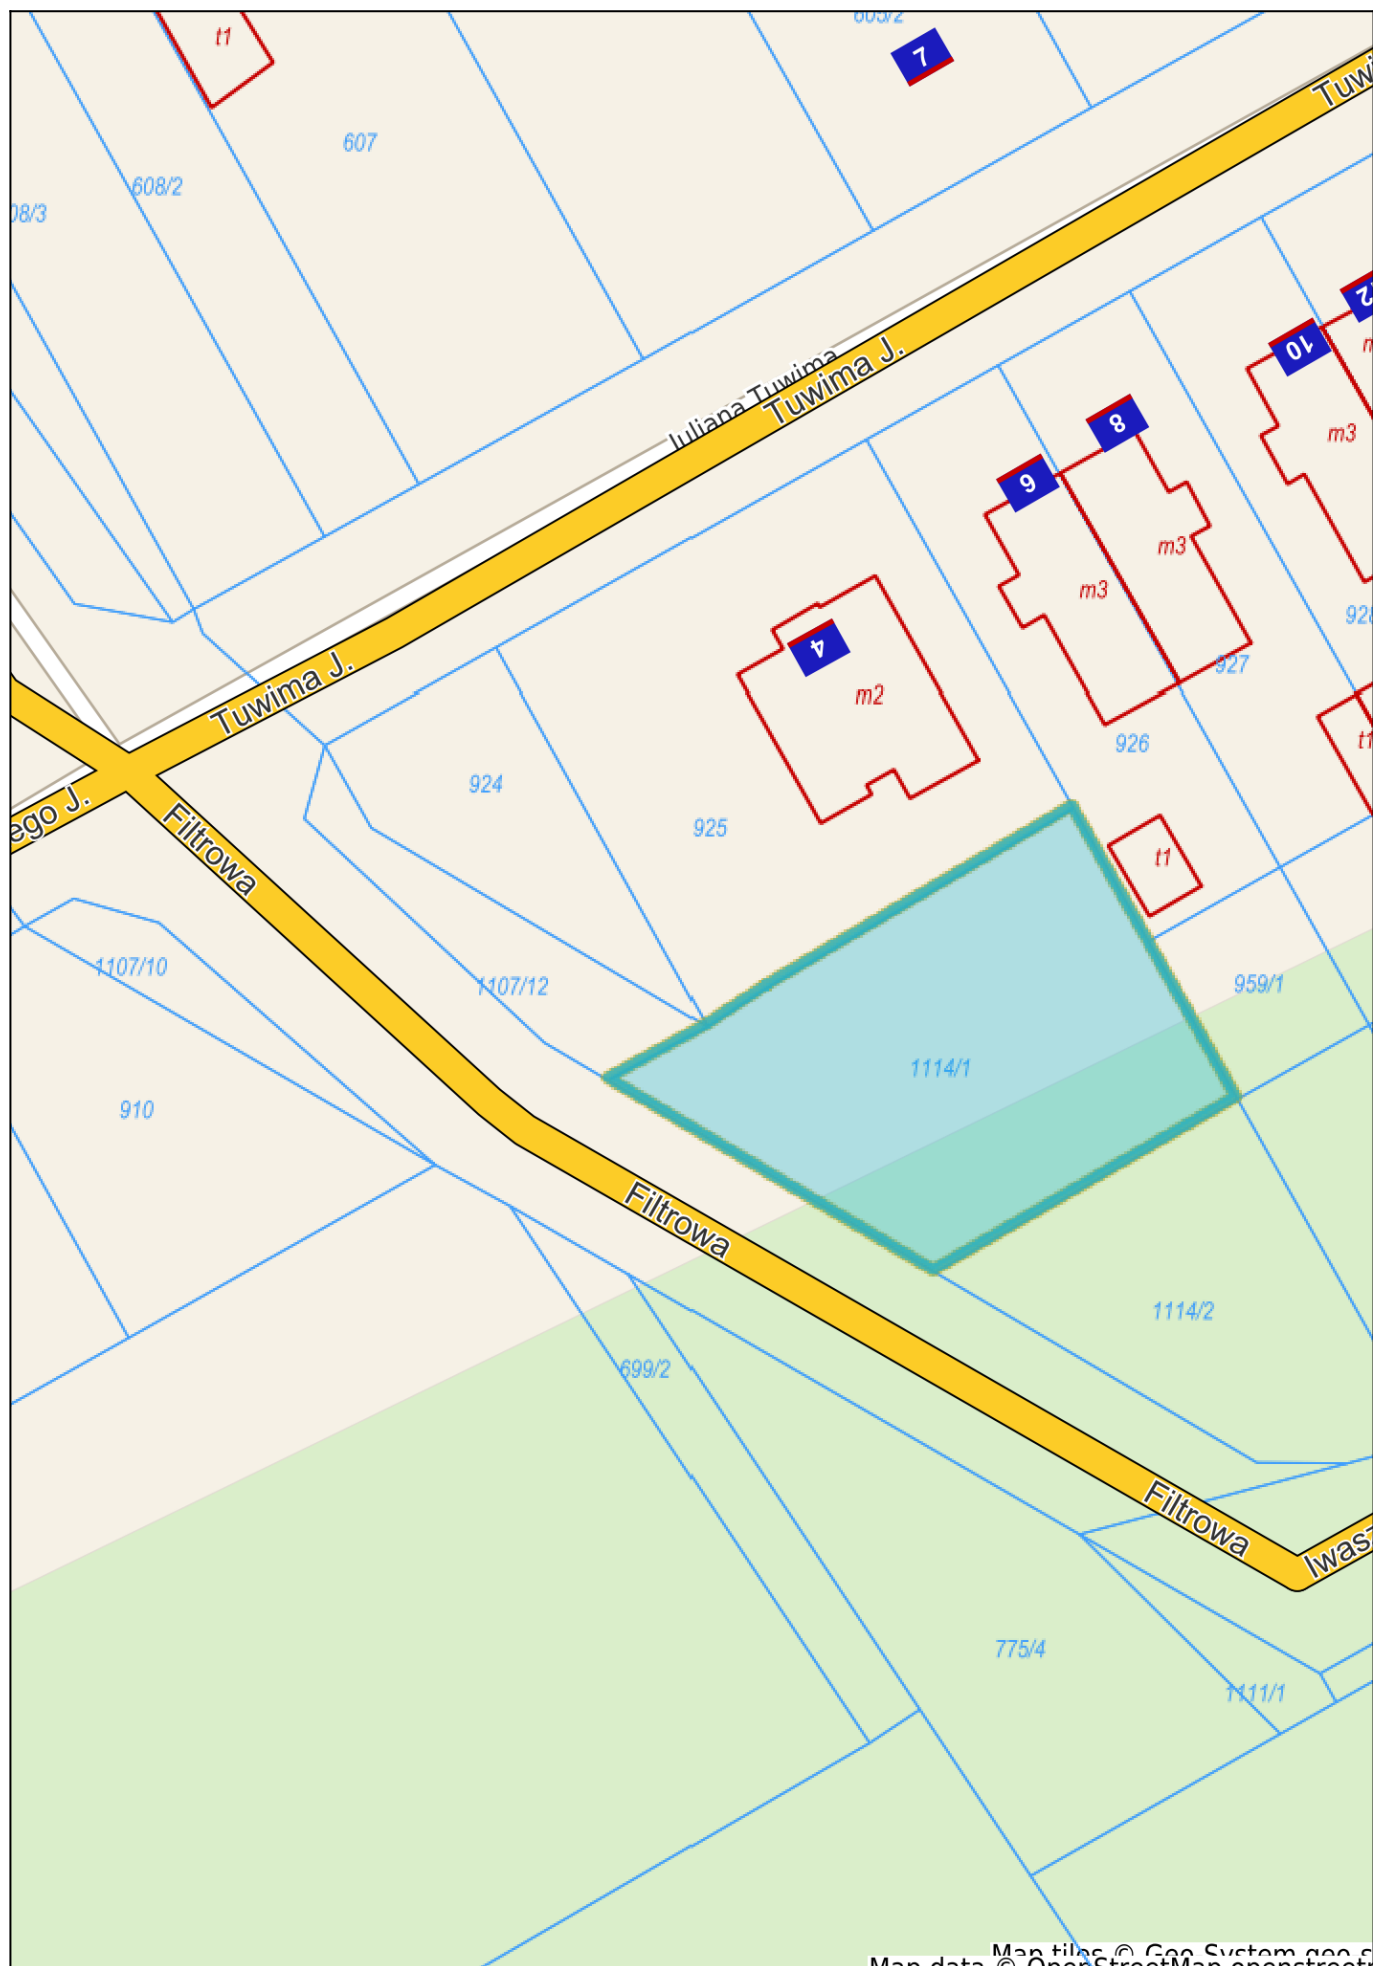 t1
605/2
7
607
608/2
08/3
Tuwi
Juliana Tuwima
Tuwima J.
10
m3
8
6
m3
m3
928
927
4
m2
926
t1
Tuwima J.
924
925
t1
ego J.
Filtrowa
1107/10
1107/12
959/1
1114/1
910
Filtrowa
1114/2
699/2
Filtrowa
Iwasz
775/4
1111/1
Map tiles © Geo-System geo-s
Map data © OpenStreetMap openstreetm